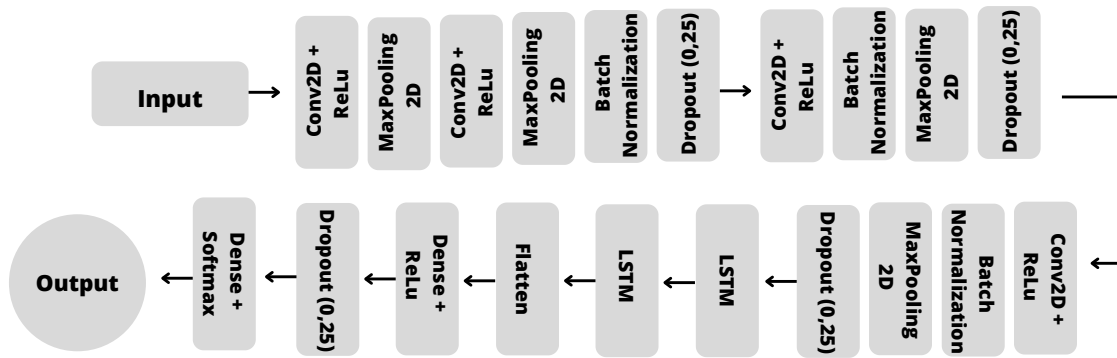 Input
Conv2D +
ReLu
MaxPooling
2D
Conv2D +
ReLu
MaxPooling
2D
Batch
Normalization
Dropout (0,25)
Conv2D +
ReLu
Batch
Normalization
MaxPooling
2D
Dropout (0,25)
Conv2D +
ReLu
Batch
Normalization
MaxPooling
2D
Dropout (0,25)
LSTM
LSTM
Flatten
Dense +
ReLu
Dropout (0,25)
Dense +
Softmax
Output